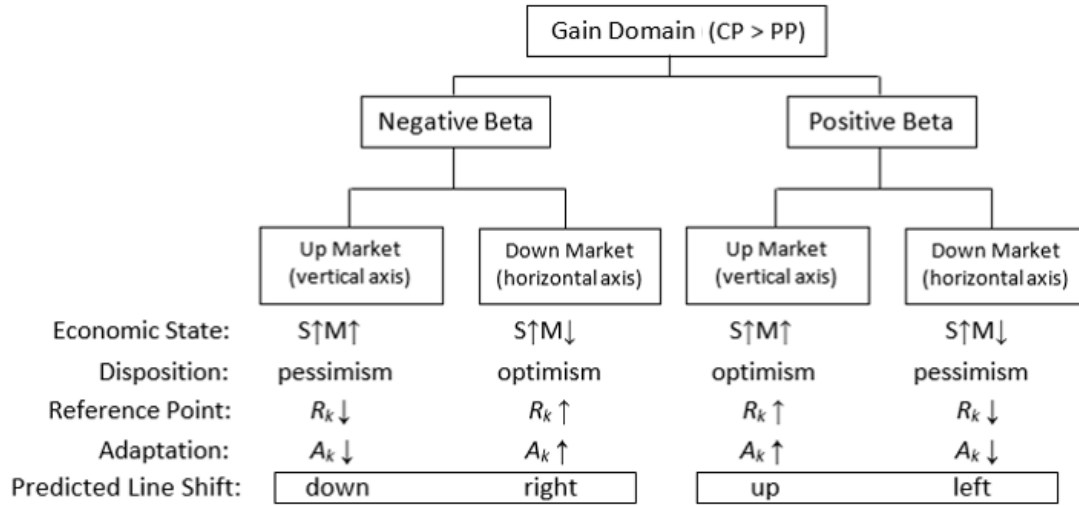 Gain Domain (CP > PP)
Negative Beta
Positive Beta
Up Market
(vertical axis)
Down Market
(horizontal axis)
Up Market
(vertical axis)
Down Market
(horizontal axis)
Economic State: S↑M↑ S↑M↓ S↑M↑ S↑M↓
Disposition: pessimism optimism optimism pessimism
Reference Point: Rₖ↓ Rₖ↑ Rₖ↑ Rₖ↓
Adaptation: Aₖ↓ Aₖ↑ Aₖ↑ Aₖ↓
Predicted Line Shift: down right up left